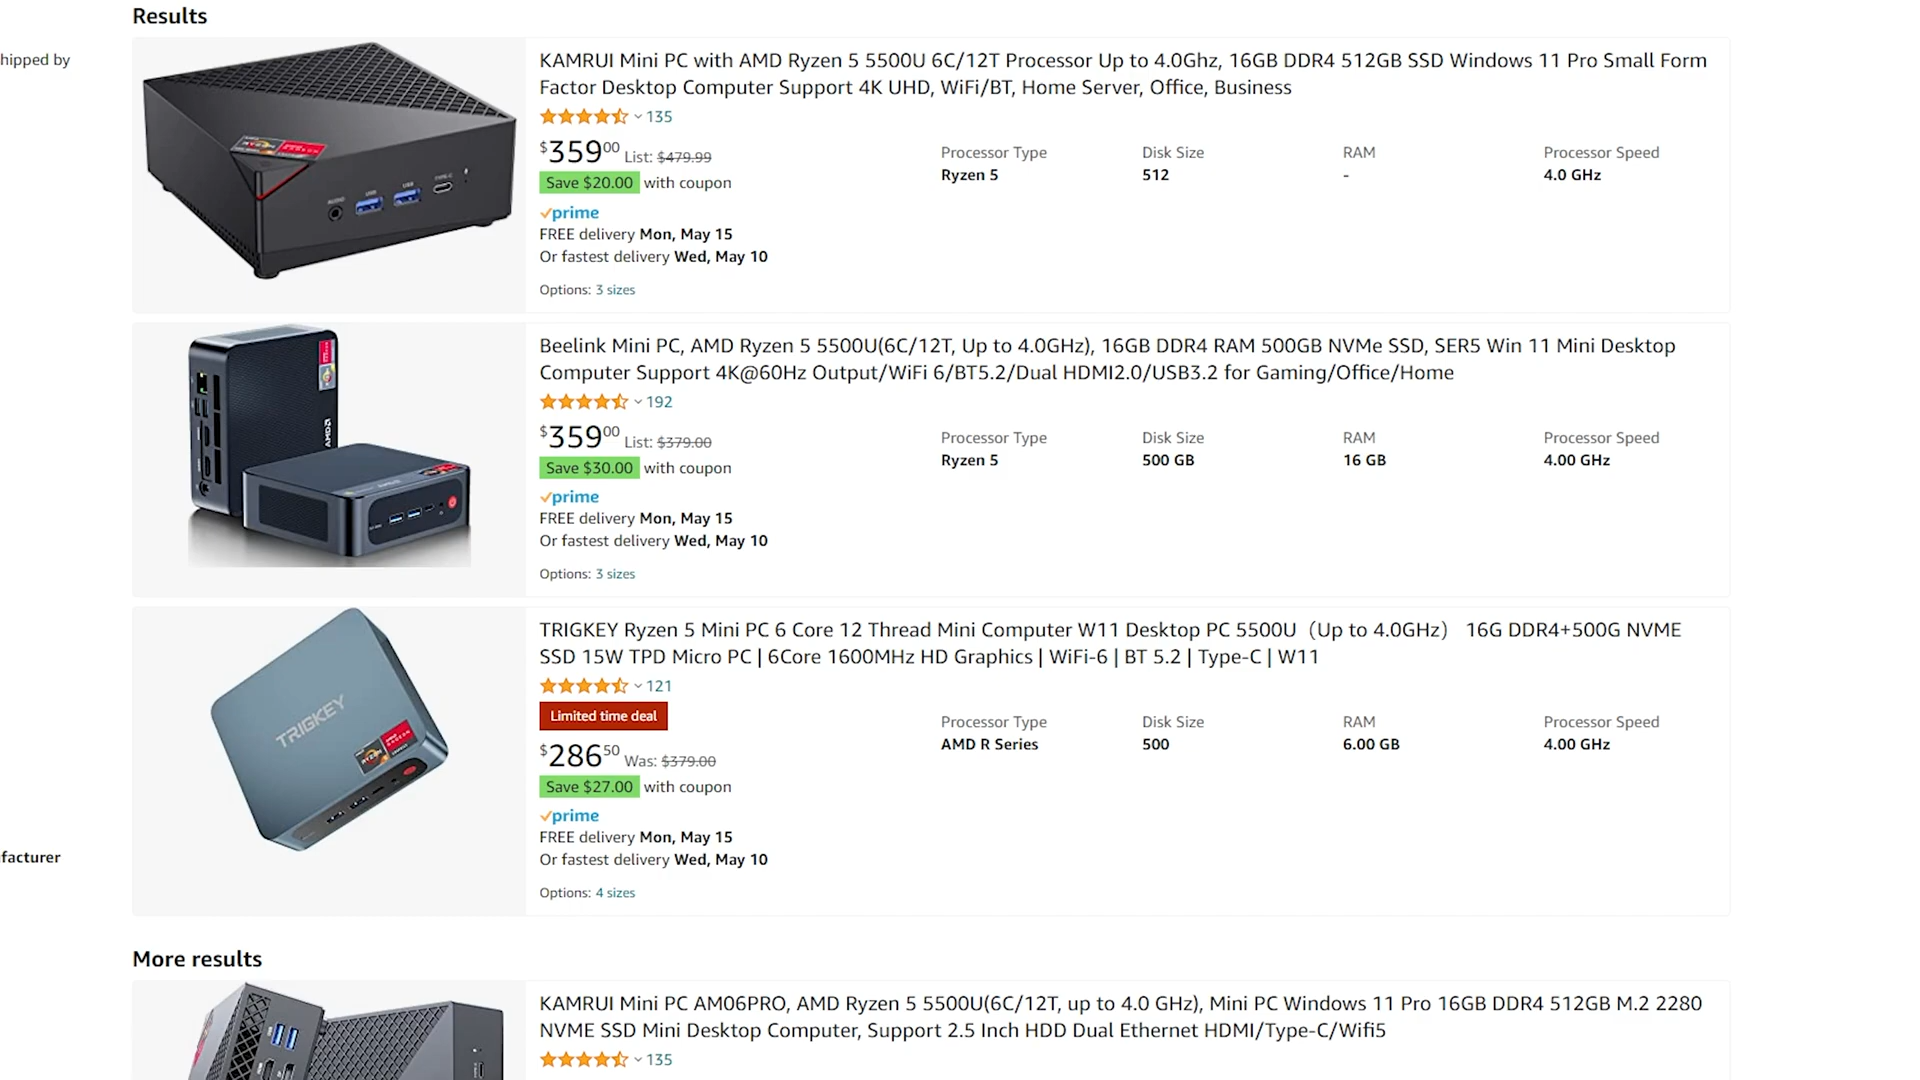 Results
hipped by
KAMRUI Mini PC with AMD Ryzen 5 5500U 6C/12T Processor Up to 4.0Ghz, 16GB DDR4 512GB SSD Windows 11 Pro Small Form
Factor Desktop Computer Support 4K UHD, WiFi/BT, Home Server, Office, Business
135
$359⁰⁰ List: $479.99
Save $20.00 with coupon
prime
FREE delivery Mon, May 15
Or fastest delivery Wed, May 10
Options: 3 sizes
Processor Type Disk Size RAM Processor Speed
Ryzen 5 512 - 4.0 GHz
Beelink Mini PC, AMD Ryzen 5 5500U(6C/12T, Up to 4.0GHz), 16GB DDR4 RAM 500GB NVMe SSD, SER5 Win 11 Mini Desktop
Computer Support 4K@60Hz Output/WiFi 6/BT5.2/Dual HDMI2.0/USB3.2 for Gaming/Office/Home
192
$359⁰⁰ List: $379.00
Save $30.00 with coupon
prime
FREE delivery Mon, May 15
Or fastest delivery Wed, May 10
Options: 3 sizes
Processor Type Disk Size RAM Processor Speed
Ryzen 5 500 GB 16 GB 4.00 GHz
AMD
TRIGKEY
TRIGKEY Ryzen 5 Mini PC 6 Core 12 Thread Mini Computer W11 Desktop PC 5500U（Up to 4.0GHz） 16G DDR4+500G NVME
SSD 15W TPD Micro PC | 6Core 1600MHz HD Graphics | WiFi-6 | BT 5.2 | Type-C | W11
121
Limited time deal
$286⁵⁰ Was: $379.00
Save $27.00 with coupon
prime
FREE delivery Mon, May 15
Or fastest delivery Wed, May 10
Options: 4 sizes
Processor Type Disk Size RAM Processor Speed
AMD R Series 500 6.00 GB 4.00 GHz
facturer
More results
KAMRUI Mini PC AM06PRO, AMD Ryzen 5 5500U(6C/12T, up to 4.0 GHz), Mini PC Windows 11 Pro 16GB DDR4 512GB M.2 2280
NVME SSD Mini Desktop Computer, Support 2.5 Inch HDD Dual Ethernet HDMI/Type-C/Wifi5
135